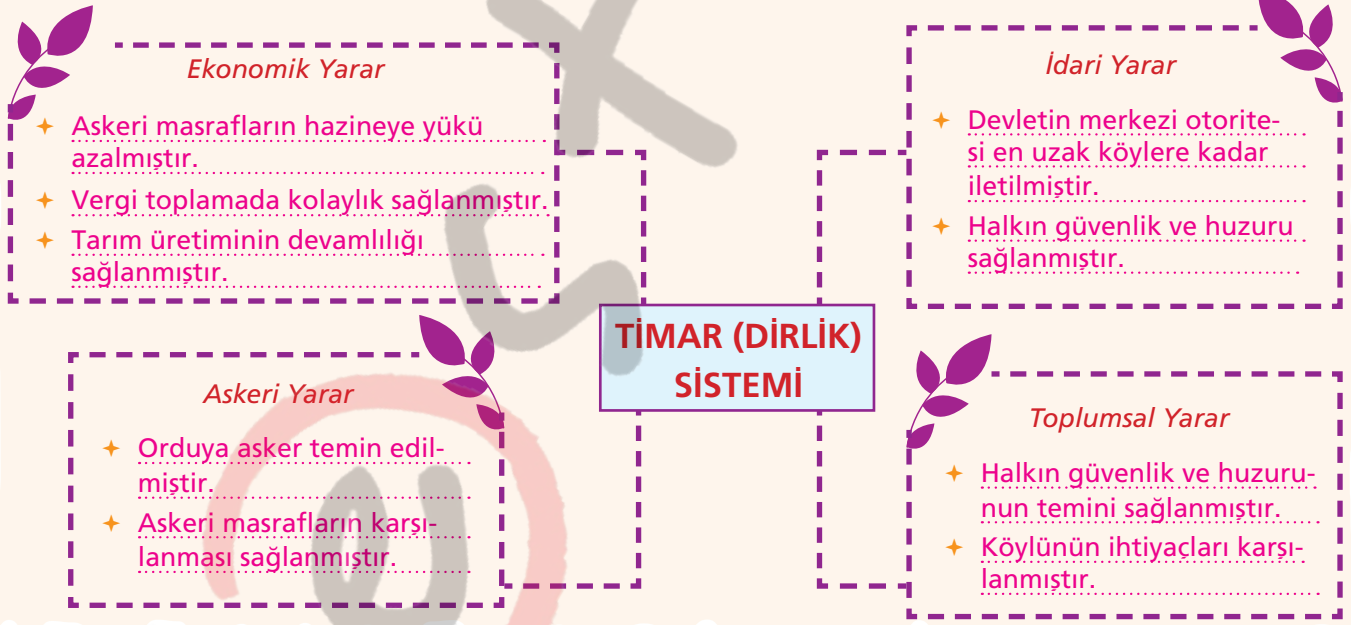 Ekonomik Yarar
Askeri masrafların hazineye yükü
azalmıştır.
Vergi toplamada kolaylık sağlanmıştır.
Tarım üretiminin devamlılığı
sağlanmıştır.
İdari Yarar
Devletin merkezi otorite-
si en uzak köylere kadar
iletilmiştir.
Halkın güvenlik ve huzuru
sağlanmıştır.
TİMAR (DİRLİK)
SİSTEMİ
Askeri Yarar
Orduya asker temin edil-
miştir.
Askeri masrafların karşı-
lanması sağlanmıştır.
Toplumsal Yarar
Halkın güvenlik ve huzuru-
nun temini sağlanmıştır.
Köylünün ihtiyaçları karşı-
lanmıştır.